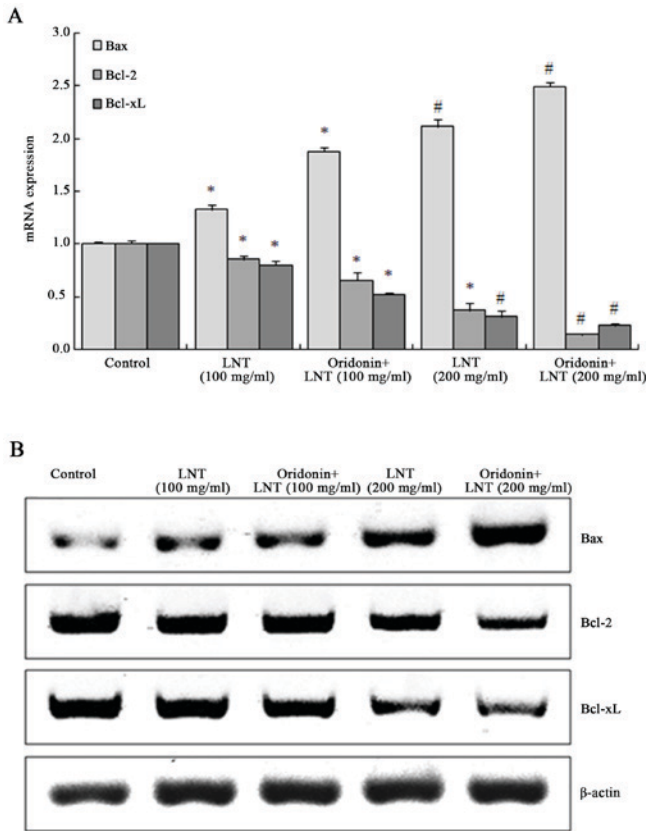 A
Bax
Bcl-2
Bcl-xL
mRNA expression
3.0
2.5
2.0
1.5
1.0
0.5
0.0
* * *
* * *
# * #
# # #
Control
LNT
(100 mg/ml)
Oridonin+
LNT (100 mg/ml)
LNT
(200 mg/ml)
Oridonin+
LNT (200 mg/ml)
B
Control
LNT
(100 mg/ml)
Oridonin+
LNT (100 mg/ml)
LNT
(200 mg/ml)
Oridonin+
LNT (200 mg/ml)
Bax
Bcl-2
Bcl-xL
β-actin